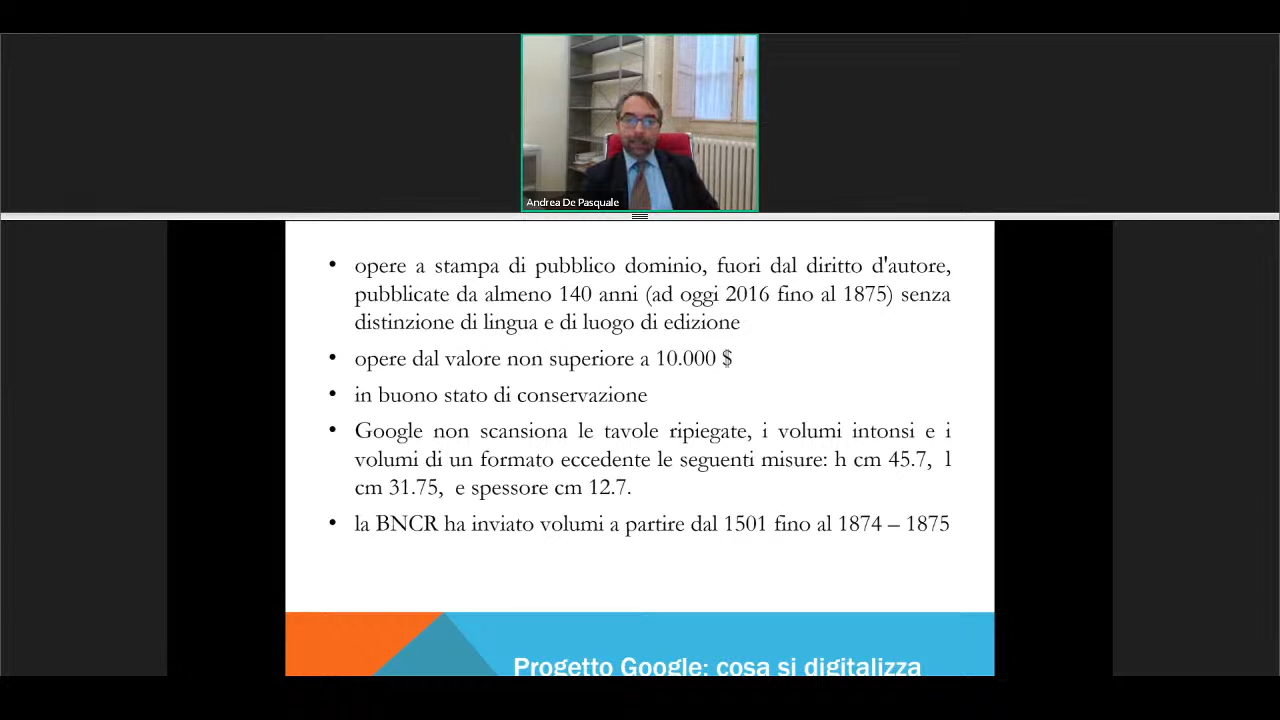 Andrea De Pasquale
• opere a stampa di pubblico dominio, fuori dal diritto d'autore,
pubblicate da almeno 140 anni (ad oggi 2016 fino al 1875) senza
distinzione di lingua e di luogo di edizione
• opere dal valore non superiore a 10.000 $
• in buono stato di conservazione
• Google non scansiona le tavole ripiegate, i volumi intonsi e i
volumi di un formato eccedente le seguenti misure: h cm 45.7, l
cm 31.75, e spessore cm 12.7.
• la BNCR ha inviato volumi a partire dal 1501 fino al 1874 – 1875
Progetto Google: cosa si digitalizza